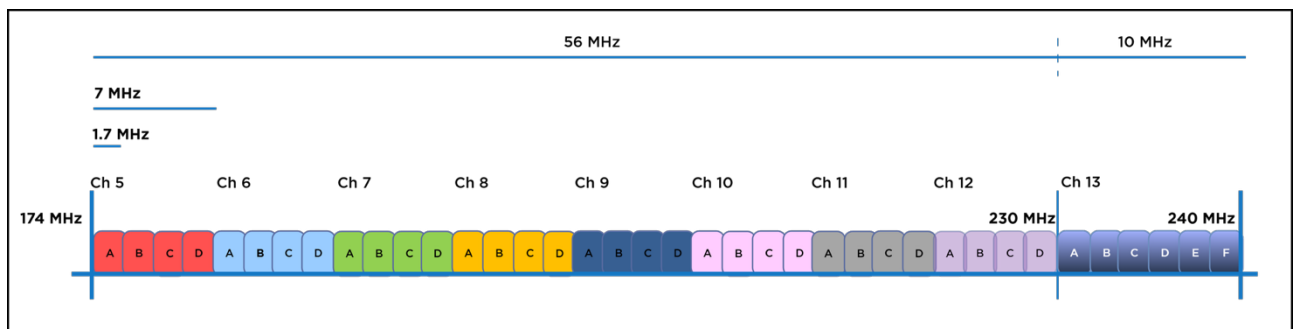 56 MHz 10 MHz
7 MHz
1.7 MHz
Ch 5 Ch 6 Ch 7 Ch 8 Ch 9 Ch 10 Ch 11 Ch 12 Ch 13
174 MHz 230 MHz 240 MHz
A B C D A B C D A B C D A B C D A B C D A B C D A B C D A B C D A B C D E F